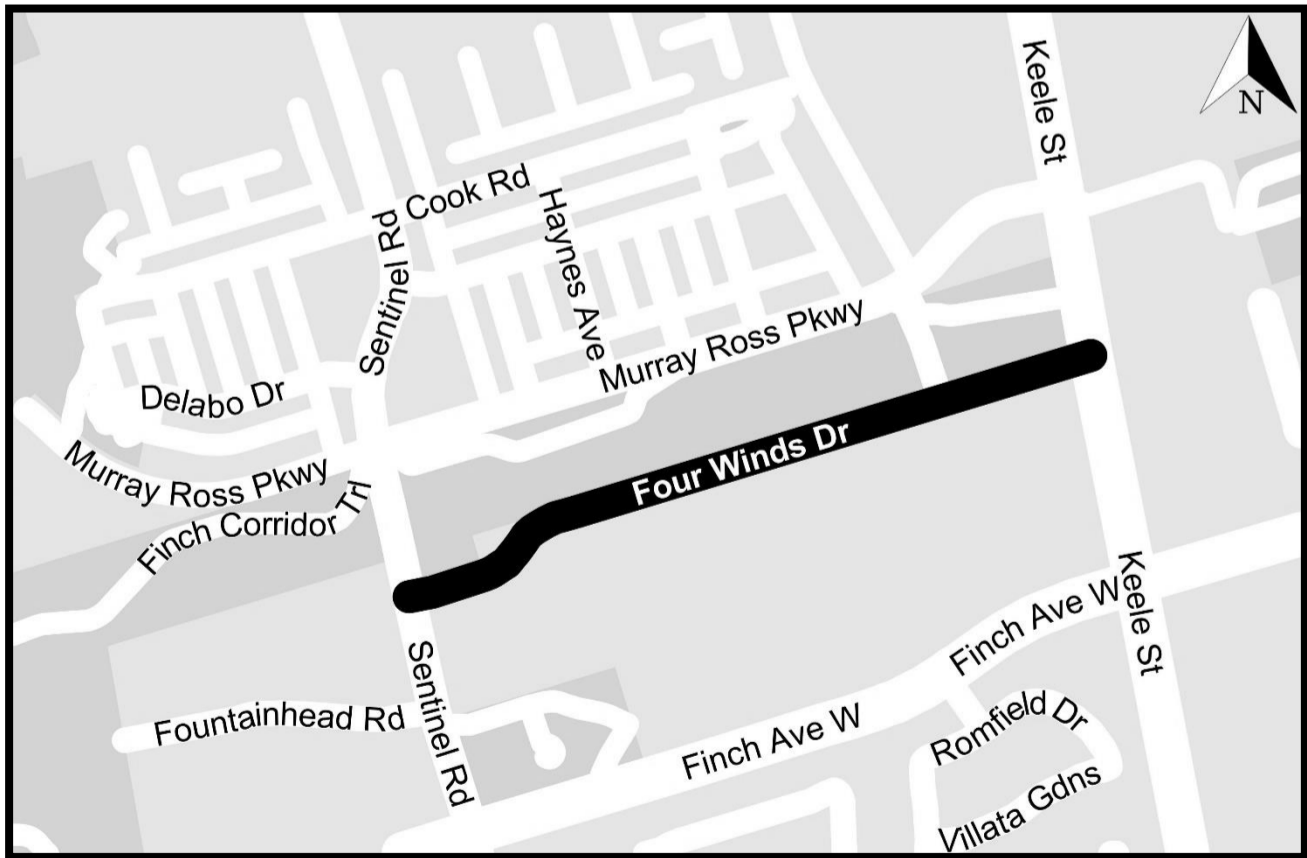 Keele St
N
Cook Rd
Sentinel Rd
Haynes Ave
Murray Ross Pkwy
Delabo Dr
Four Winds Dr
Murray Ross Pkwy
Finch Corridor Trl
Keele St
Finch Ave W
Sentinel Rd
Fountainhead Rd
Finch Ave W
Romfield Dr
Villata Gdns